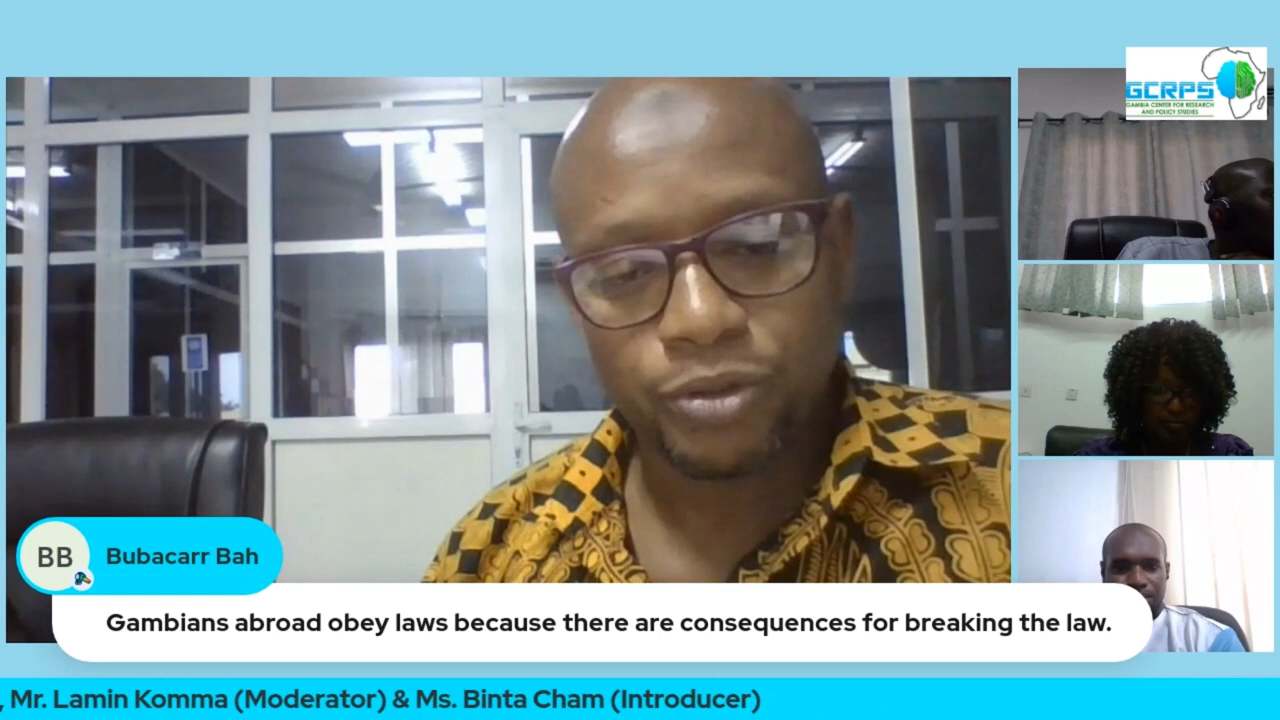 GCRPS
GAMBIA CENTER FOR RESEARCH
AND POLICY STUDIES
BB
Bubacarr Bah
Gambians abroad obey laws because there are consequences for breaking the law.
, Mr. Lamin Komma (Moderator) & Ms. Binta Cham (Introducer)